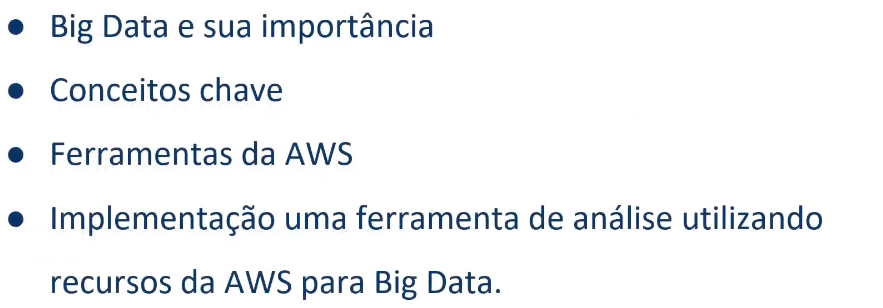 ● Big Data e sua importância
● Conceitos chave
● Ferramentas da AWS
● Implementação uma ferramenta de análise utilizando
recursos da AWS para Big Data.